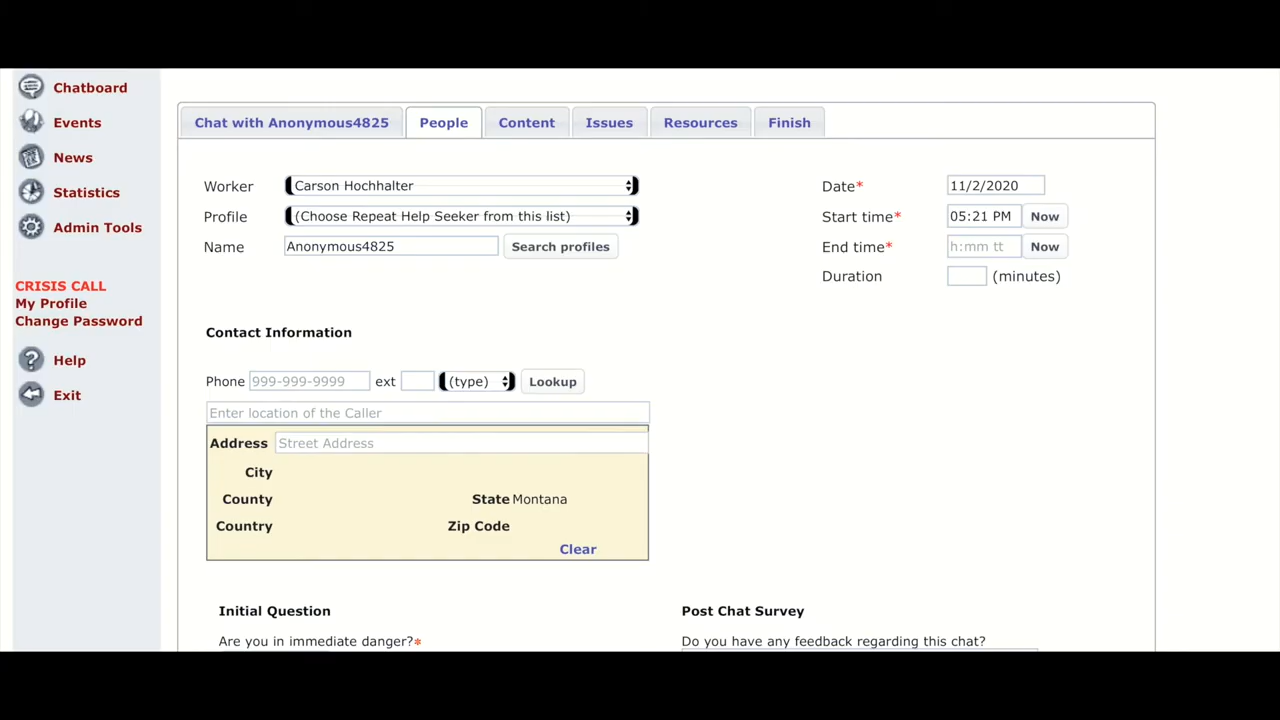 Chatboard
Events
News
Statistics
Admin Tools
CRISIS CALL
My Profile
Change Password
Help
Exit
Chat with Anonymous4825
People
Content
Issues
Resources
Finish
Worker
Carson Hochhalter
Profile
(Choose Repeat Help Seeker from this list)
Name
Anonymous4825
Search profiles
Date*
11/2/2020
Start time*
05:21 PM
Now
End time*
h:mm tt
Now
Duration
(minutes)
Contact Information
Phone
999-999-9999
ext
(type)
Lookup
Enter location of the Caller
Address
Street Address
City
County
State Montana
Country
Zip Code
Clear
Initial Question
Are you in immediate danger?*
Post Chat Survey
Do you have any feedback regarding this chat?